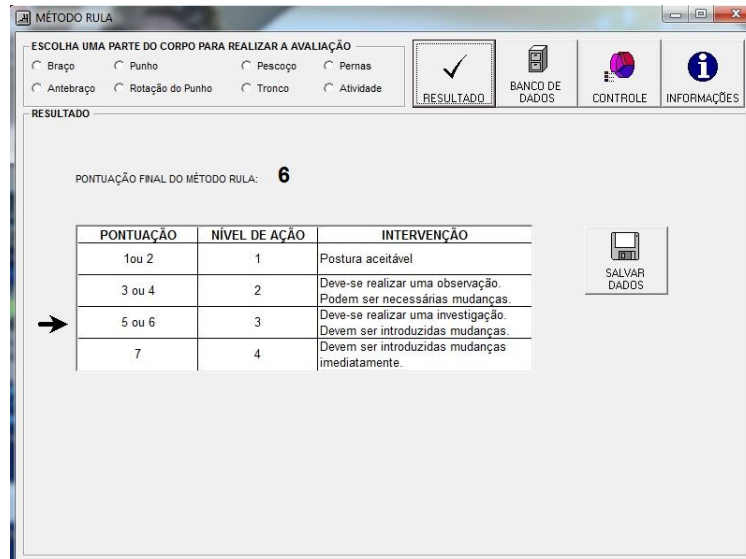 MÉTODO RULA
ESCOLHA UMA PARTE DO CORPO PARA REALIZAR A AVALIAÇÃO
Braço Punho Pescoço Pernas
Antebraço Rotação do Punho Tronco Atividade
RESULTADO
BANCO DE
DADOS
CONTROLE
INFORMAÇÕES
RESULTADO
PONTUAÇÃO FINAL DO MÉTODO RULA: 6
PONTUAÇÃO NÍVEL DE AÇÃO INTERVENÇÃO
1ou 2 1 Postura aceitável
3 ou 4 2 Deve-se realizar uma observação.
Podem ser necessárias mudanças.
5 ou 6 3 Deve-se realizar uma investigação.
Devem ser introduzidas mudanças.
7 4 Devem ser introduzidas mudanças
imediatamente.
SALVAR
DADOS